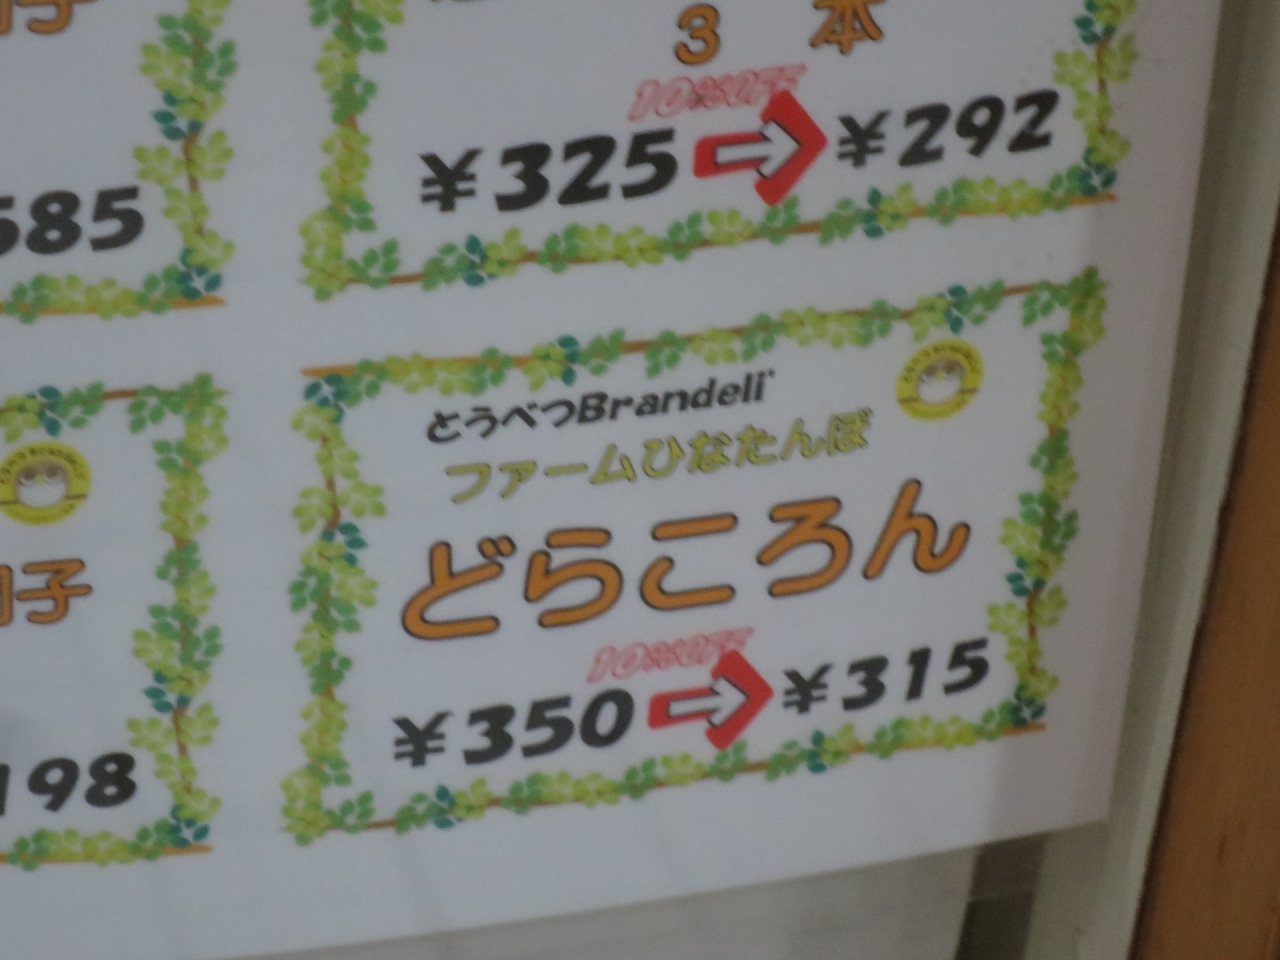 3 本
10%OFF
¥325 ¥292
585
とうべつBrandeli
ファームひなたんぼ
どらころん
10%OFF
¥350 ¥315
子
198